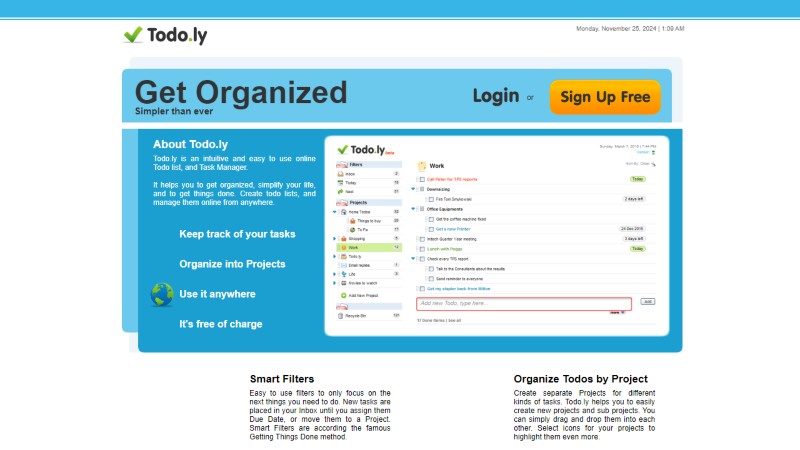 Todo.ly
Monday, November 25, 2024 | 1:09 AM
Get Organized
Simpler than ever
Login or Sign Up Free
About Todo.ly
Todo.ly is an intuitive and easy to use online
Todo list, and Task Manager.
It helps you to get organized, simplify your life,
and to get things done. Create todo lists, and
manage them online from anywhere.
Keep track of your tasks
Organize into Projects
Use it anywhere
It's free of charge
Todo.ly beta
Filters
Inbox
Today
Next
Projects
Home Todos
Things to buy
To Fix
Shopping
Work
Todo.ly
Email replies
Life
Movies to watch
Add New Project
Recycle Bin
Work
Call Peter for TPS reports Today
Downsizing
2 days left
Office Equipments
Get the coffee machine fixed
Get a new Printer 24 Dec 2010
3 days left
Lunch with Peggy Today
Check every TPS report
Talk to the Consultants about the results
Send reminder to everyone
Get my stapler back from Milton
Add new Todo, type here...
Add
Done Items | See all
Smart Filters
Easy to use filters to only focus on the
next things you need to do. New tasks are
placed in your Inbox until you assign them
Due Date, or move them to a Project.
Smart Filters are according the famous
Getting Things Done method.
Organize Todos by Project
Create separate Projects for different
kinds of tasks. Todo.ly helps you to easily
create new projects and sub projects. You
can simply drag and drop them into each
other. Select icons for your projects to
highlight them even more.